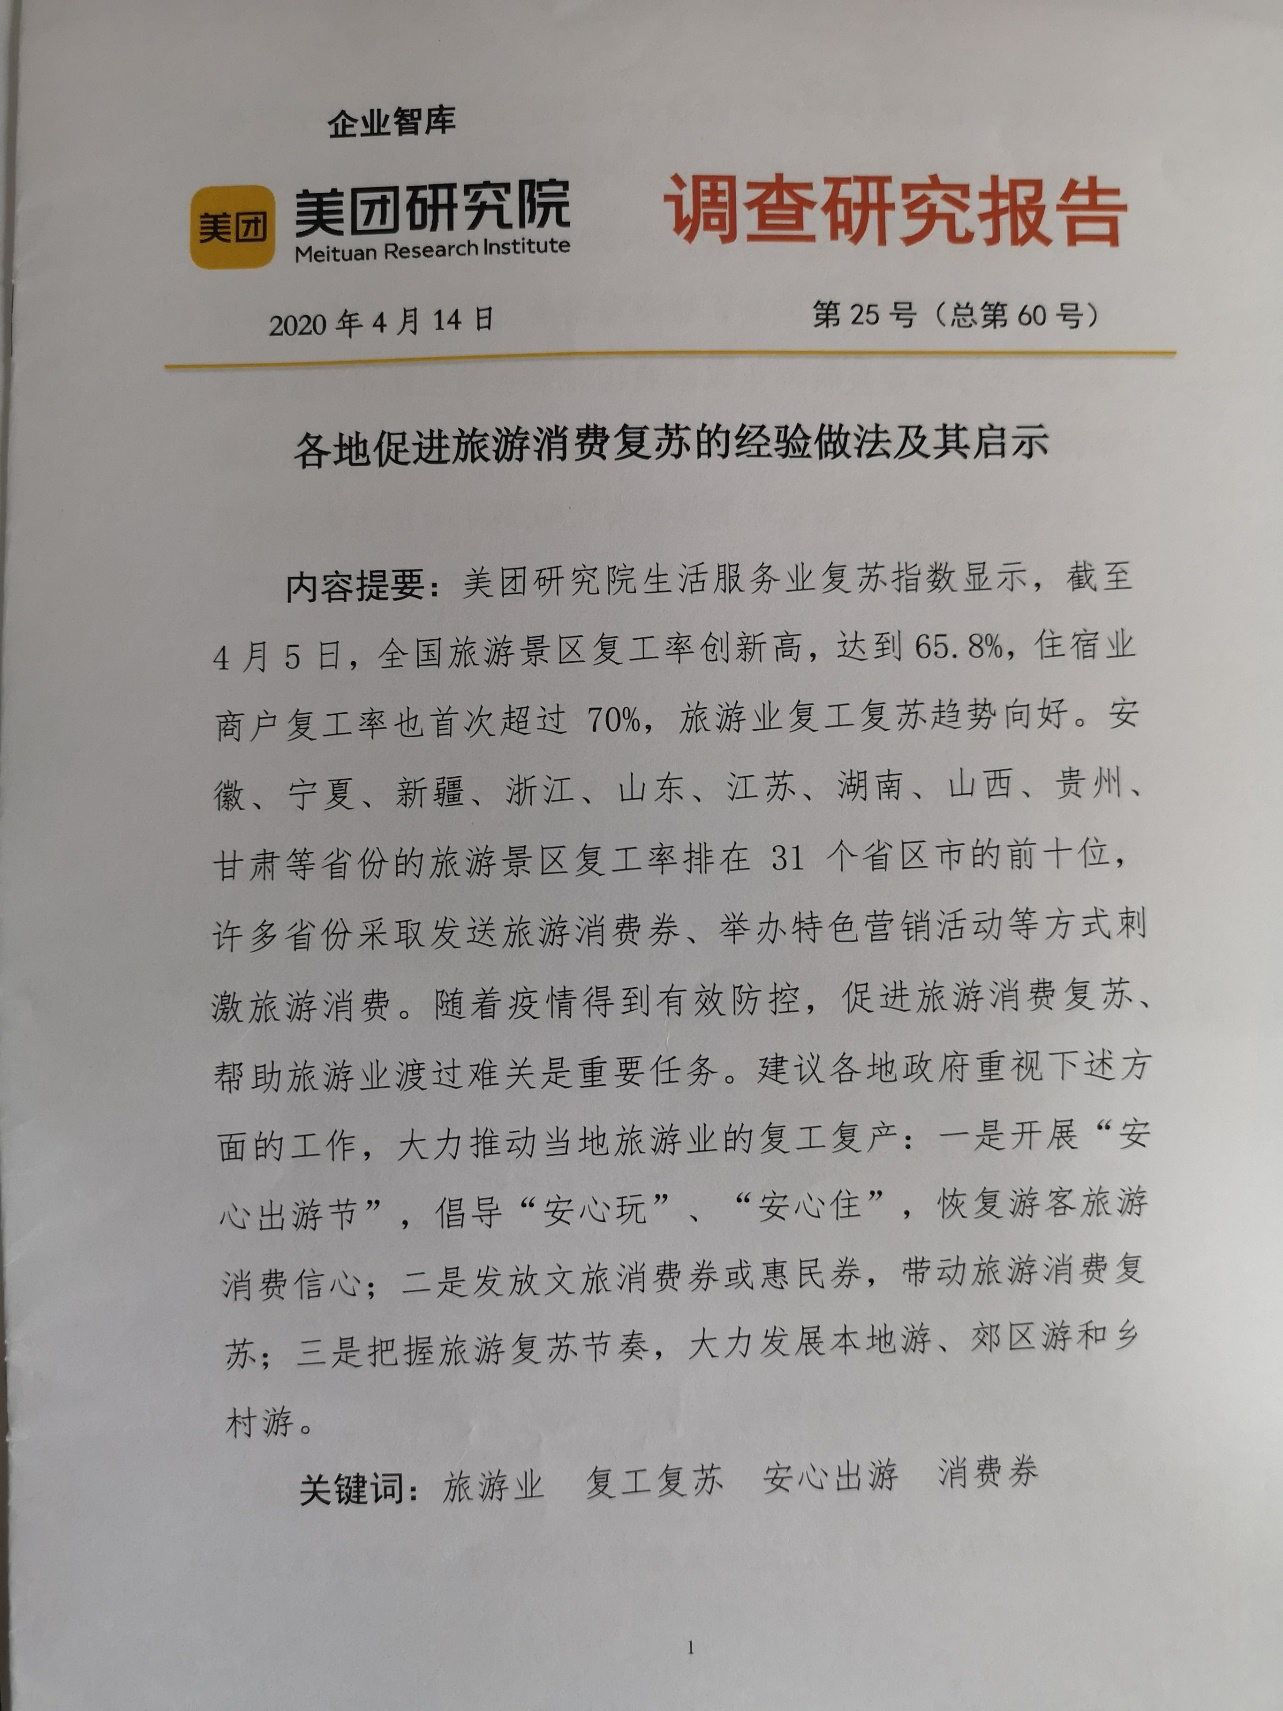 企业智库
美团
美团研究院
Meituan Research Institute
调查研究报告
2020 年 4 月 14 日
第 25 号（总第 60 号）
各地促进旅游消费复苏的经验做法及其启示
内容提要：美团研究院生活服务业复苏指数显示，截至
4 月 5 日，全国旅游景区复工率创新高，达到 65.8%，住宿业
商户复工率也首次超过 70%，旅游业复工复苏趋势向好。安
徽、宁夏、新疆、浙江、山东、江苏、湖南、山西、贵州、
甘肃等省份的旅游景区复工率排在 31 个省区市的前十位，
许多省份采取发送旅游消费券、举办特色营销活动等方式刺
激旅游消费。随着疫情得到有效防控，促进旅游消费复苏、
帮助旅游业渡过难关是重要任务。建议各地政府重视下述方
面的工作，大力推动当地旅游业的复工复产：一是开展“安
心出游节”，倡导“安心玩”、“安心住”，恢复游客旅游
消费信心；二是发放文旅消费券或惠民券，带动旅游消费复
苏；三是把握旅游复苏节奏，大力发展本地游、郊区游和乡
村游。
关键词：旅游业 复工复苏 安心出游 消费券
1